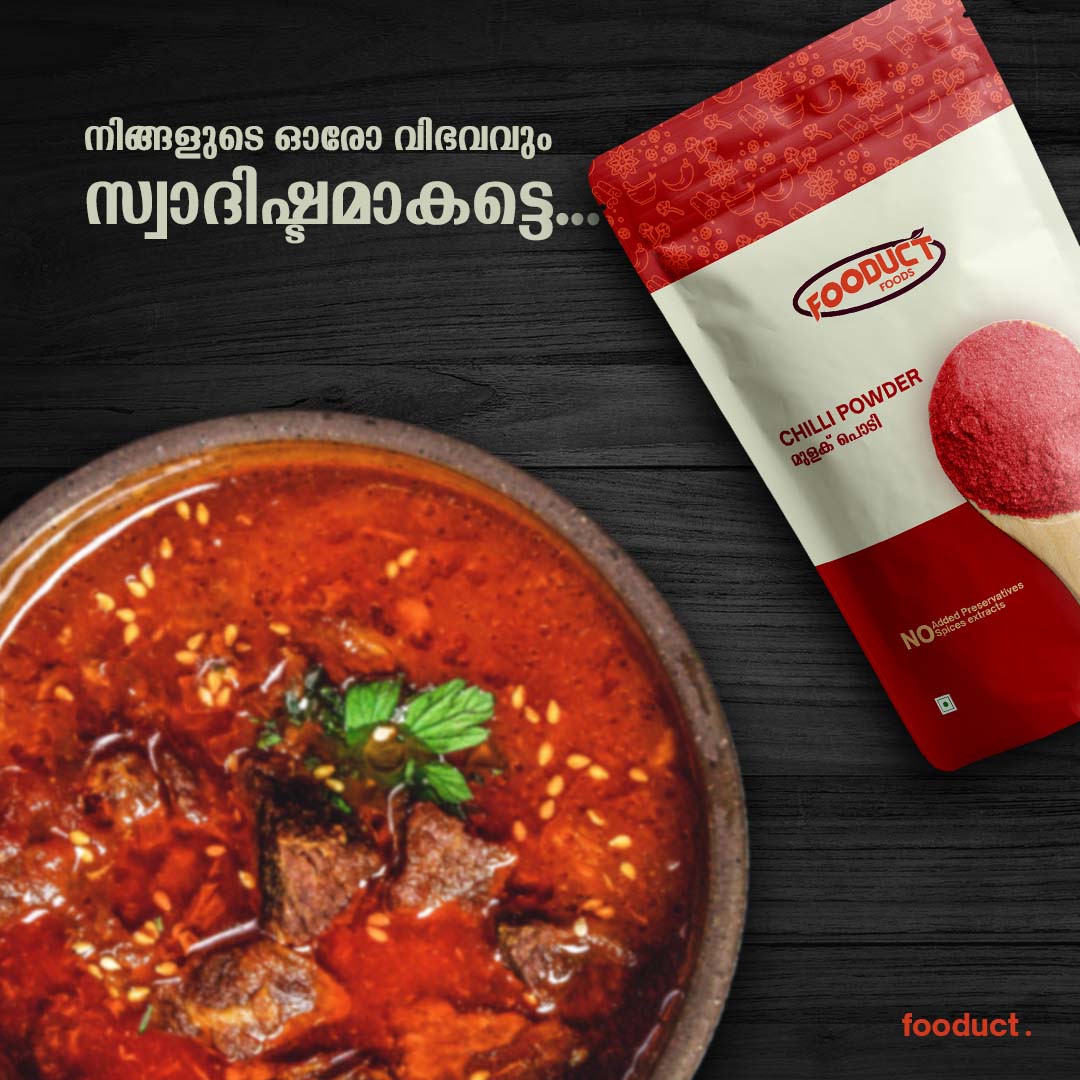 നിങ്ങളുടെ ഓരോ വിഭവവും
സ്വാദിഷ്ടമാകട്ടെ...
FOODUCT
FOODS
CHILLI POWDER
മുളക് പൊടി
NO Added Preservatives
Spices extracts
fooduct .